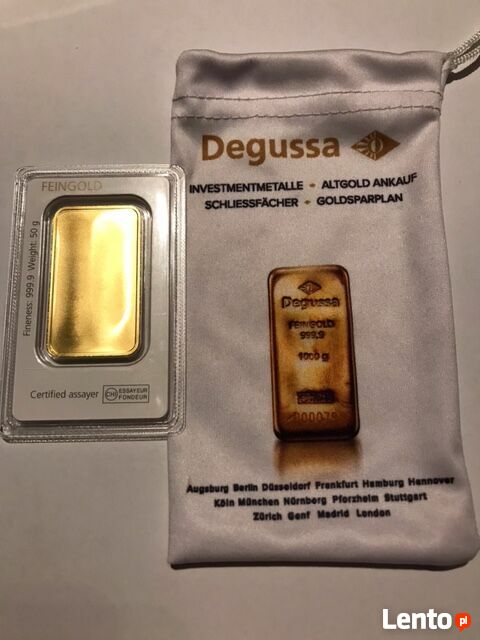 FEINGOLD
Fineness: 999.9 Weight: 50 g
Certified assayer CHI ESSAYEUR
FONDEUR
Degussa
INVESTMENTMETALLE ALTGOLD ANKAUF
SCHLIESSFÄCHER GOLDSPARPLAN
Degussa
FEINGOLD
999,9
1000 g
Augsburg Berlin Düsseldorf Frankfurt Hamburg Hannover
Köln München Nürnberg Pforzheim Stuttgart
Zürich Genf Madrid London
Lento.pl